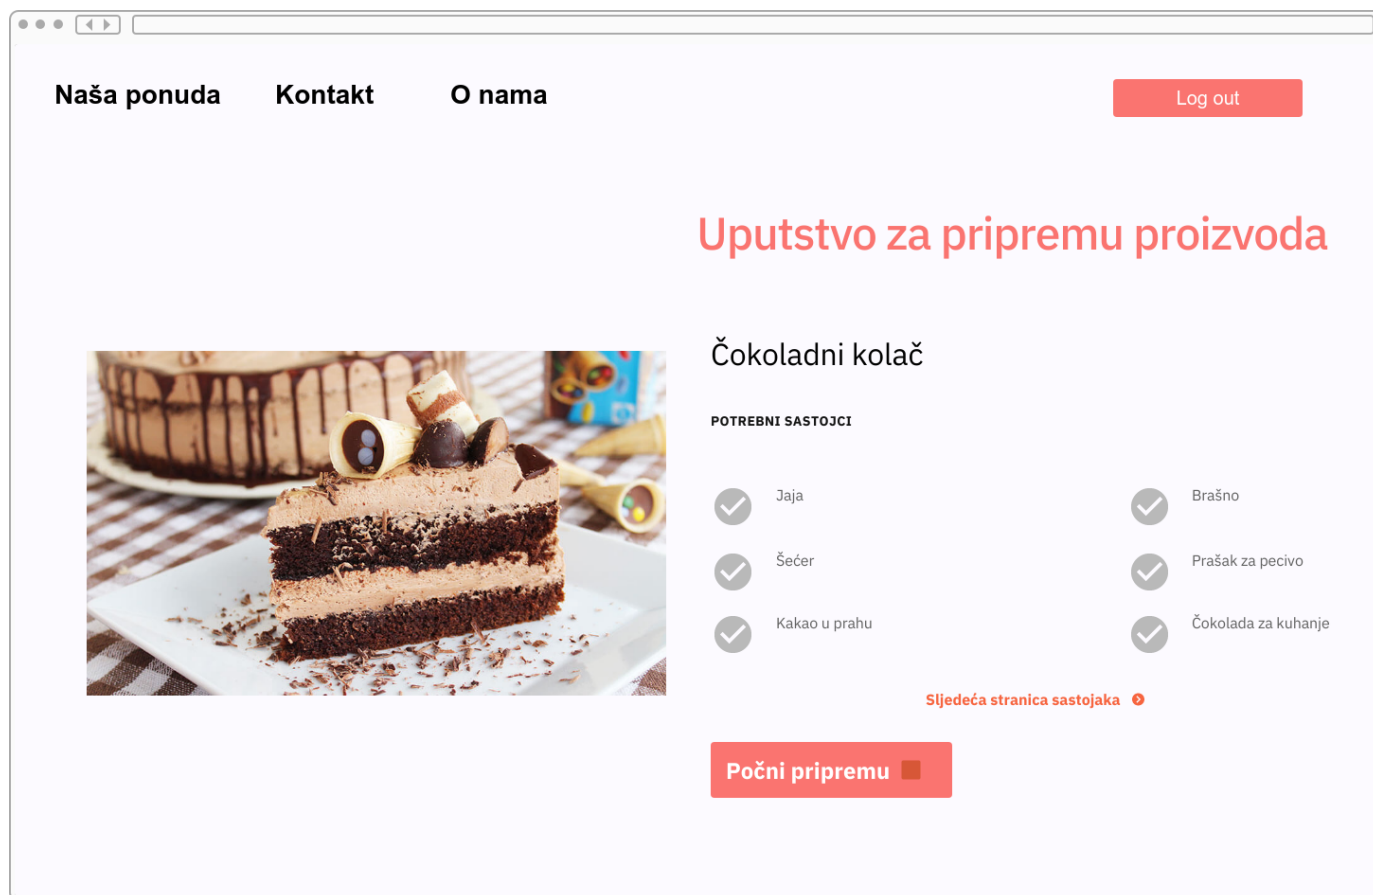 Naša ponuda Kontakt O nama Log out
Uputstvo za pripremu proizvoda
Čokoladni kolač
POTREBNI SASTOJCI
Jaja Brašno
Šećer Prašak za pecivo
Kakao u prahu Čokolada za kuhanje
Sljedeća stranica sastojaka
Počni pripremu